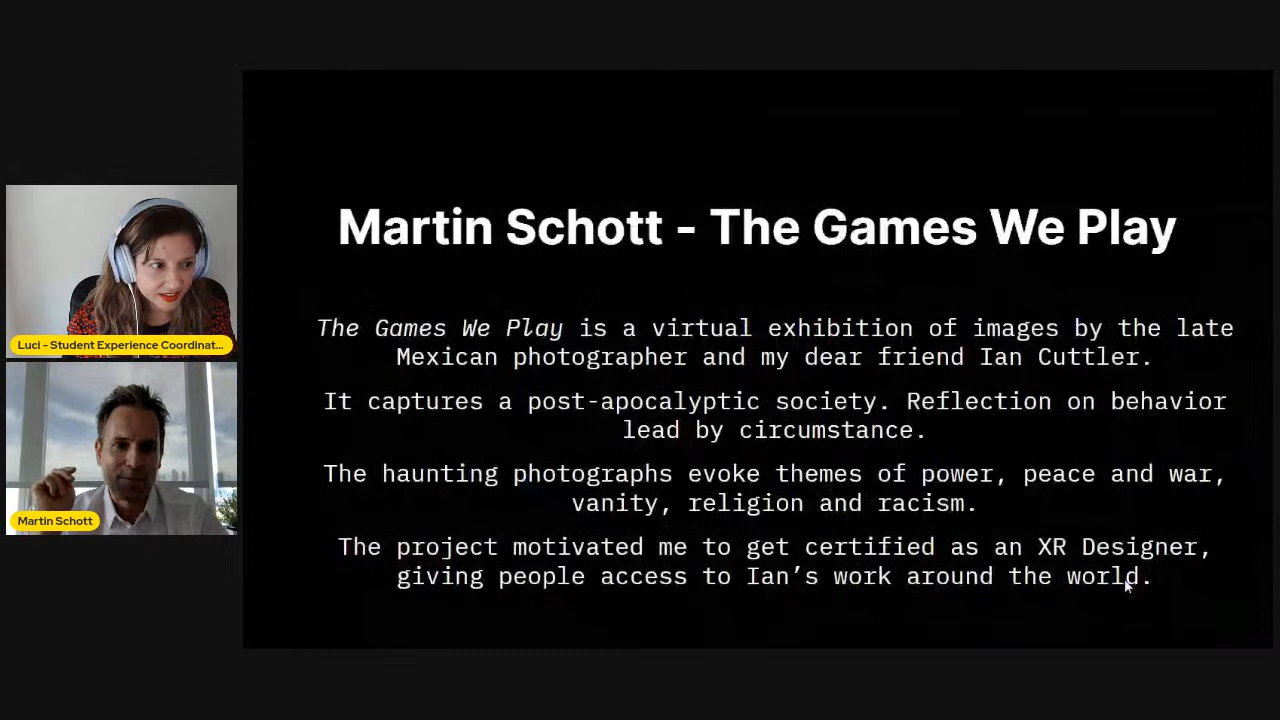 Martin Schott - The Games We Play
The Games We Play is a virtual exhibition of images by the late
Mexican photographer and my dear friend Ian Cuttler.
It captures a post-apocalyptic society. Reflection on behavior
lead by circumstance.
The haunting photographs evoke themes of power, peace and war,
vanity, religion and racism.
The project motivated me to get certified as an XR Designer,
giving people access to Ian’s work around the world.
Luci - Student Experience Coordinat...
Martin Schott